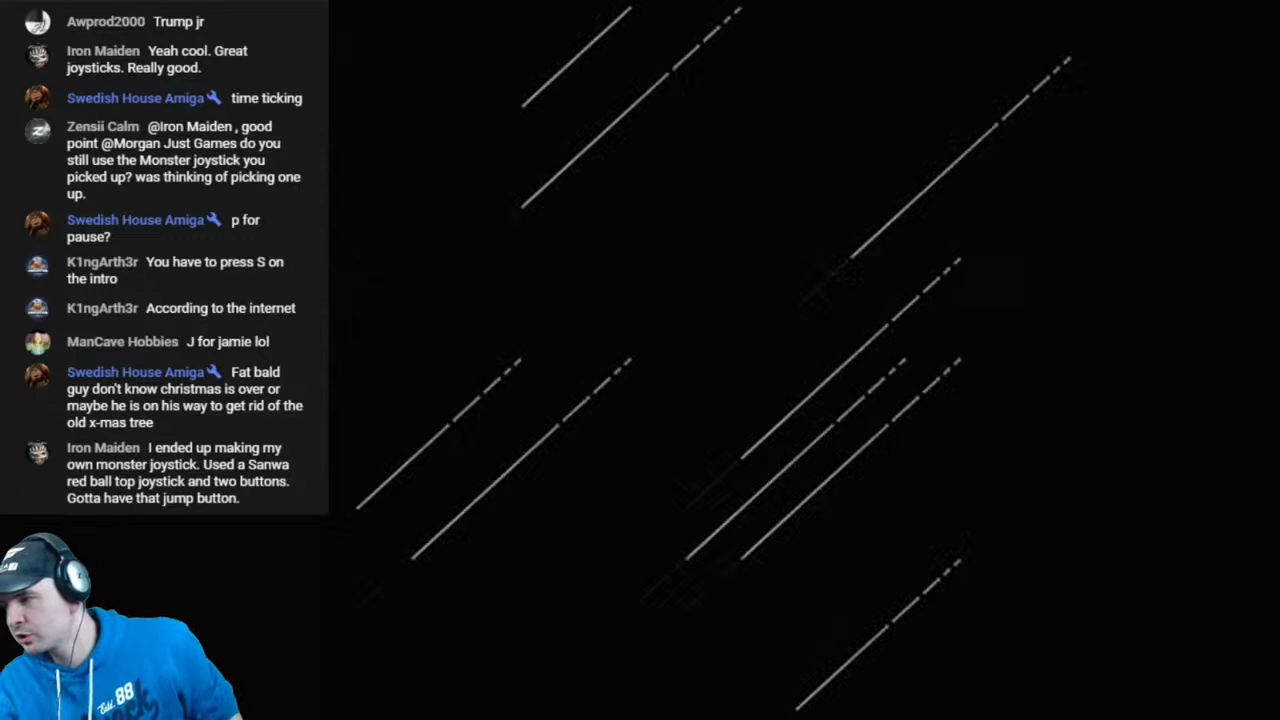 Awprod2000 Trump jr
Iron Maiden Yeah cool. Great
joysticks. Really good.
Swedish House Amiga time ticking
Zensii Calm @Iron Maiden , good
point @Morgan Just Games do you
still use the Monster joystick you
picked up? was thinking of picking one
up.
Swedish House Amiga p for
pause?
K1ngArth3r You have to press S on
the intro
K1ngArth3r According to the internet
ManCave Hobbies J for jamie lol
Swedish House Amiga Fat bald
guy don't know christmas is over or
maybe he is on his way to get rid of the
old x-mas tree
Iron Maiden I ended up making my
own monster joystick. Used a Sanwa
red ball top joystick and two buttons.
Gotta have that jump button.
88